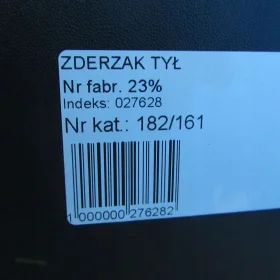 ZDERZAK TYŁ
Nr fabr. 23%
Indeks: 027628
Nr kat.: 182/161
1 000000 276282